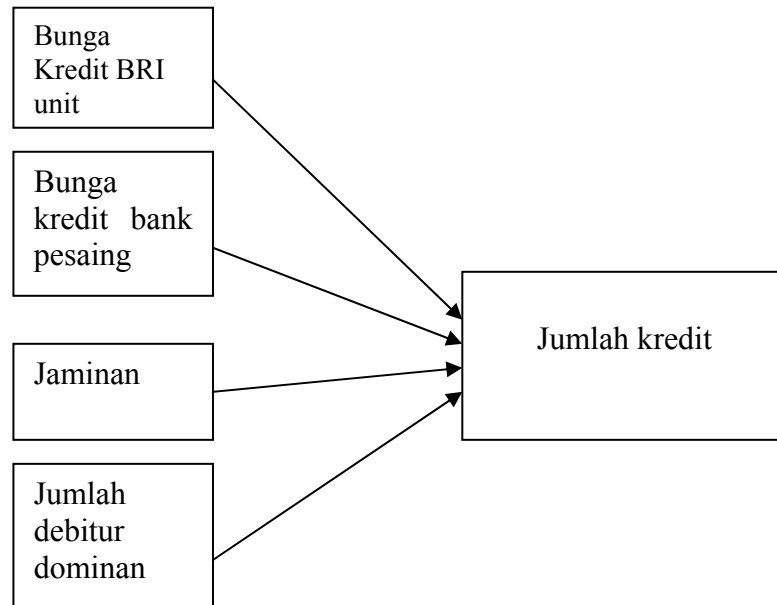 Bunga
Kredit BRI
unit
Bunga
kredit bank
pesaing
Jaminan
Jumlah
debitur
dominan
Jumlah kredit